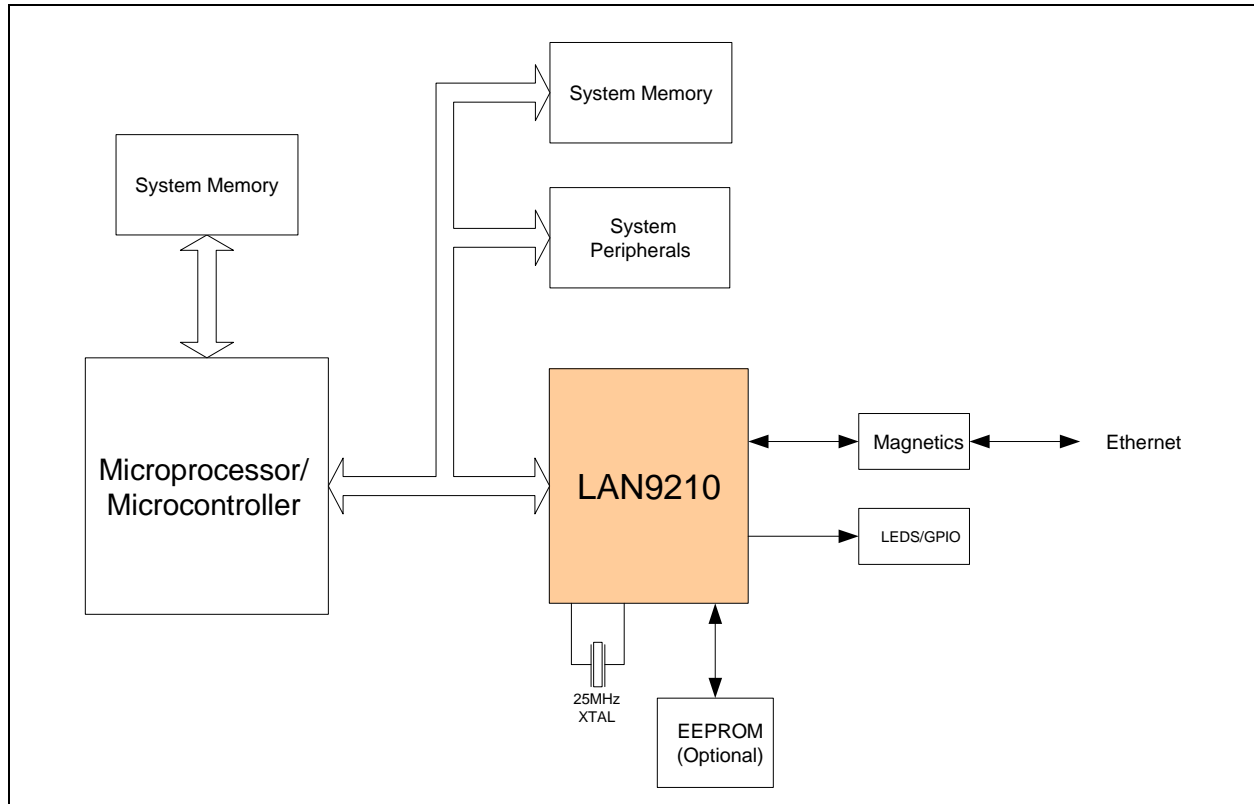 System Memory
System Memory
System
Peripherals
Microprocessor/
Microcontroller
LAN9210
Magnetics
Ethernet
LEDS/GPIO
25MHz
XTAL
EEPROM
(Optional)